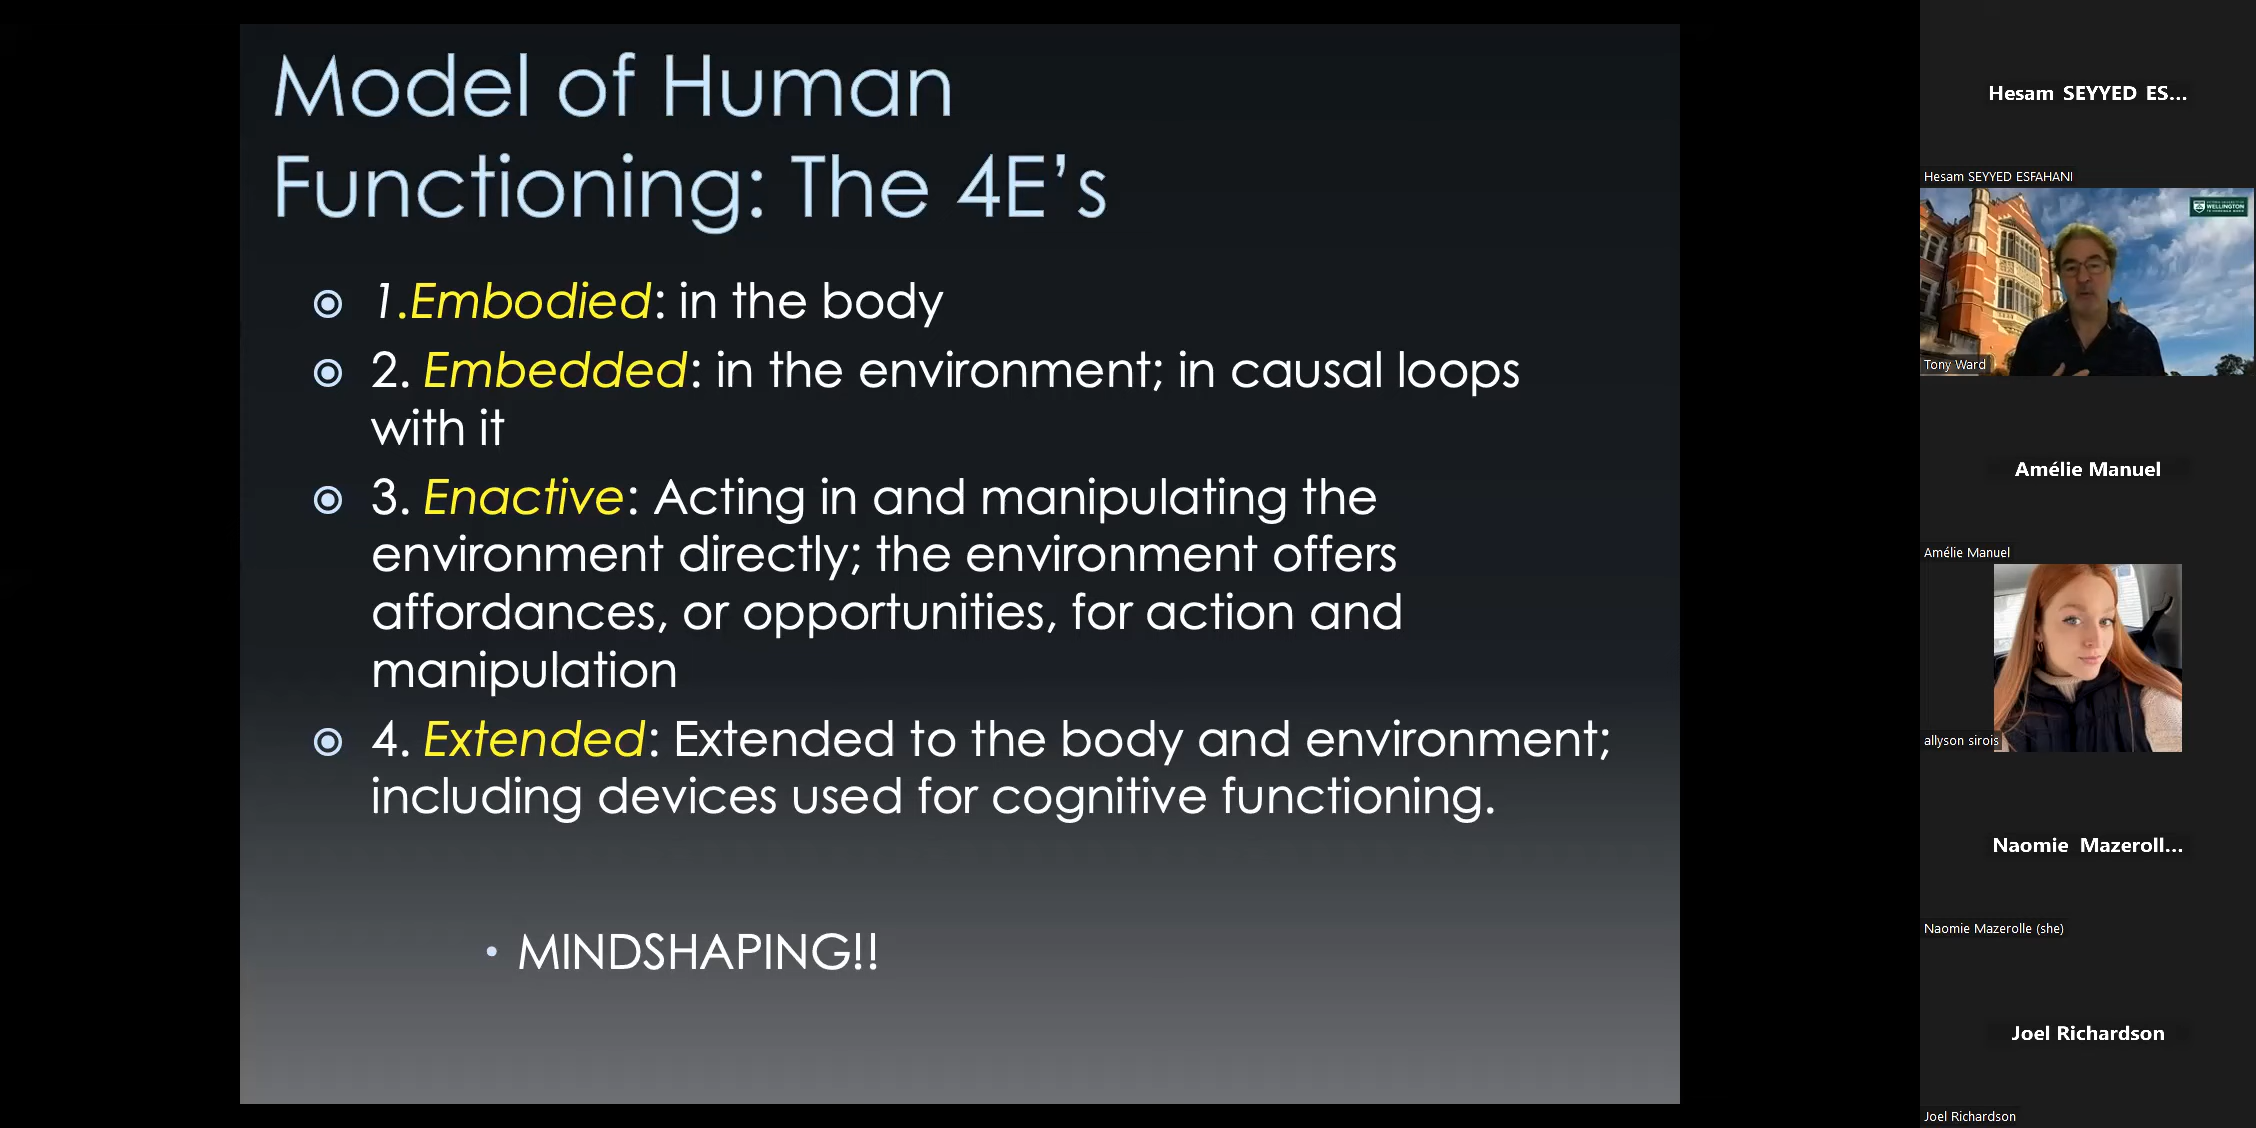 Model of Human
Functioning: The 4E's
1.Embodied: in the body
2. Embedded: in the environment; in causal loops
with it
3. Enactive: Acting in and manipulating the
environment directly; the environment offers
affordances, or opportunities, for action and
manipulation
4. Extended: Extended to the body and environment;
including devices used for cognitive functioning.
• MINDSHAPING!!
Hesam SEYYED ES...
Hesam SEYYED ESFAHANI
WELLINGTON
Tony Ward
Amélie Manuel
Amélie Manuel
allyson sirois
Naomie Mazeroll...
Naomie Mazerolle (she)
Joel Richardson
Joel Richardson